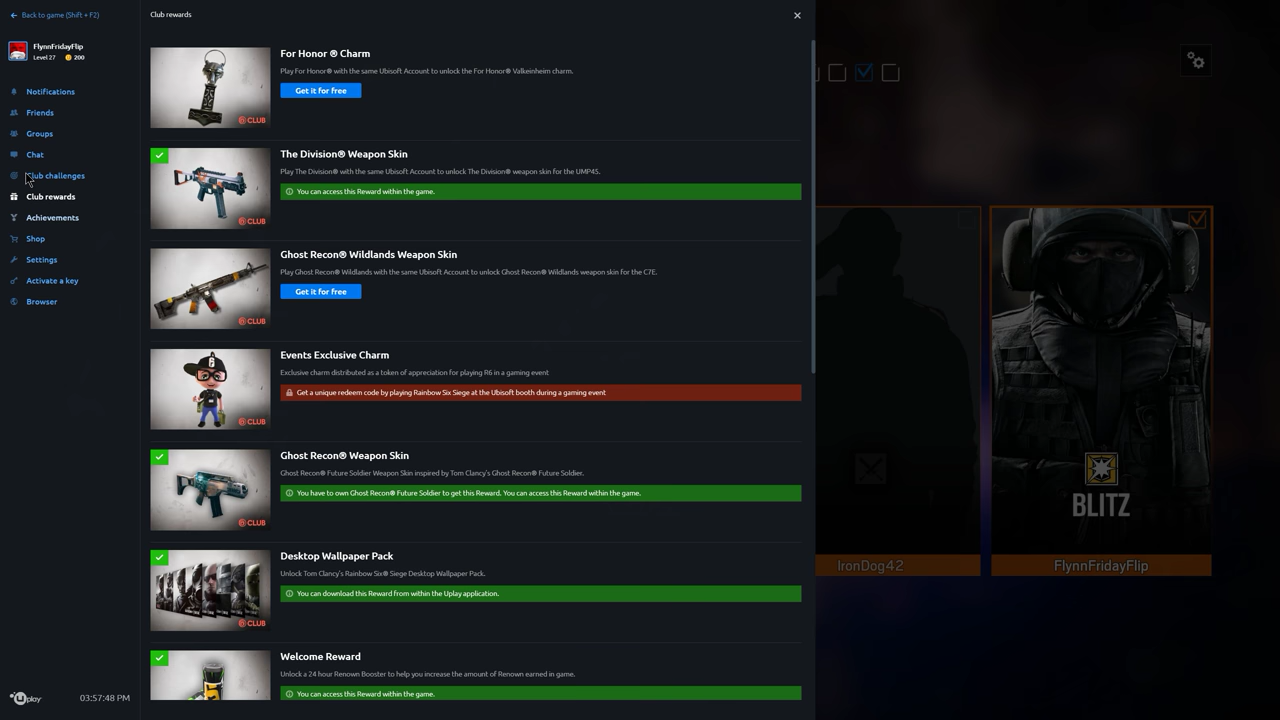 Back to game (Shift + F2)
FlynnFridayFlip
Level 27
200
Notifications
Friends
Groups
Chat
Club challenges
Club rewards
Achievements
Shop
Settings
Activate a key
Browser
Uplay
03:57:48 PM
Club rewards
For Honor ® Charm
Play For Honor® with the same Ubisoft Account to unlock the For Honor® Valkeinheim charm.
Get it for free
CLUB
The Division® Weapon Skin
Play The Division® with the same Ubisoft Account to unlock The Division® weapon skin for the UMP45.
You can access this Reward within the game.
CLUB
Ghost Recon® Wildlands Weapon Skin
Play Ghost Recon® Wildlands with the same Ubisoft Account to unlock Ghost Recon® Wildlands weapon skin for the C7E.
Get it for free
CLUB
Events Exclusive Charm
Exclusive charm distributed as a token of appreciation for playing R6 in a gaming event
Get a unique redeem code by playing Rainbow Six Siege at the Ubisoft booth during a gaming event
CLUB
Ghost Recon® Weapon Skin
Ghost Recon® Future Soldier Weapon Skin inspired by Tom Clancy's Ghost Recon® Future Soldier.
You have to own Ghost Recon® Future Soldier to get this Reward. You can access this Reward within the game.
CLUB
Desktop Wallpaper Pack
Unlock Tom Clancy's Rainbow Six® Siege Desktop Wallpaper Pack.
You can download this Reward from within the Uplay application.
CLUB
Welcome Reward
Unlock a 24 hour Renown Booster to help you increase the amount of Renown earned in game.
You can access this Reward within the game.
IronDog42
BLITZ
FlynnFridayFlip